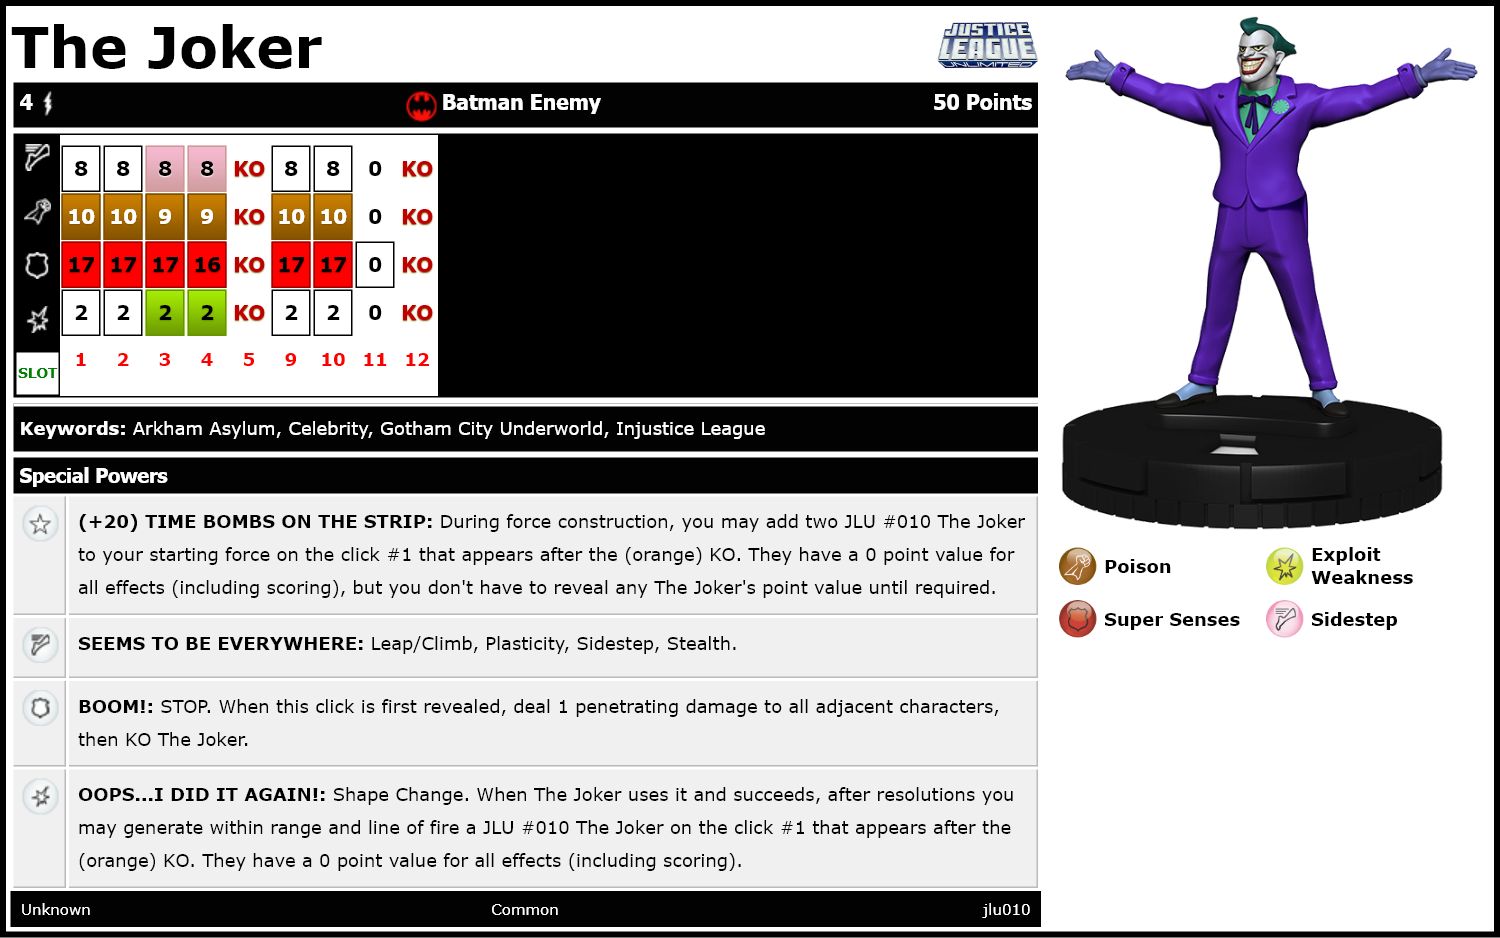 The Joker
JUSTICE
LEAGUE
UNLIMITED
4 Batman Enemy 50 Points
8 8 8 8 KO 8 8 0 KO
10 10 9 9 KO 10 10 0 KO
17 17 17 16 KO 17 17 0 KO
2 2 2 2 KO 2 2 0 KO
SLOT 1 2 3 4 5 9 10 11 12
Keywords: Arkham Asylum, Celebrity, Gotham City Underworld, Injustice League
Special Powers
(+20) TIME BOMBS ON THE STRIP: During force construction, you may add two JLU #010 The Joker
to your starting force on the click #1 that appears after the (orange) KO. They have a 0 point value for
all effects (including scoring), but you don't have to reveal any The Joker's point value until required.
SEEMS TO BE EVERYWHERE: Leap/Climb, Plasticity, Sidestep, Stealth.
BOOM!: STOP. When this click is first revealed, deal 1 penetrating damage to all adjacent characters,
then KO The Joker.
OOPS...I DID IT AGAIN!: Shape Change. When The Joker uses it and succeeds, after resolutions you
may generate within range and line of fire a JLU #010 The Joker on the click #1 that appears after the
(orange) KO. They have a 0 point value for all effects (including scoring).
Unknown Common jlu010
Poison
Exploit
Weakness
Super Senses
Sidestep